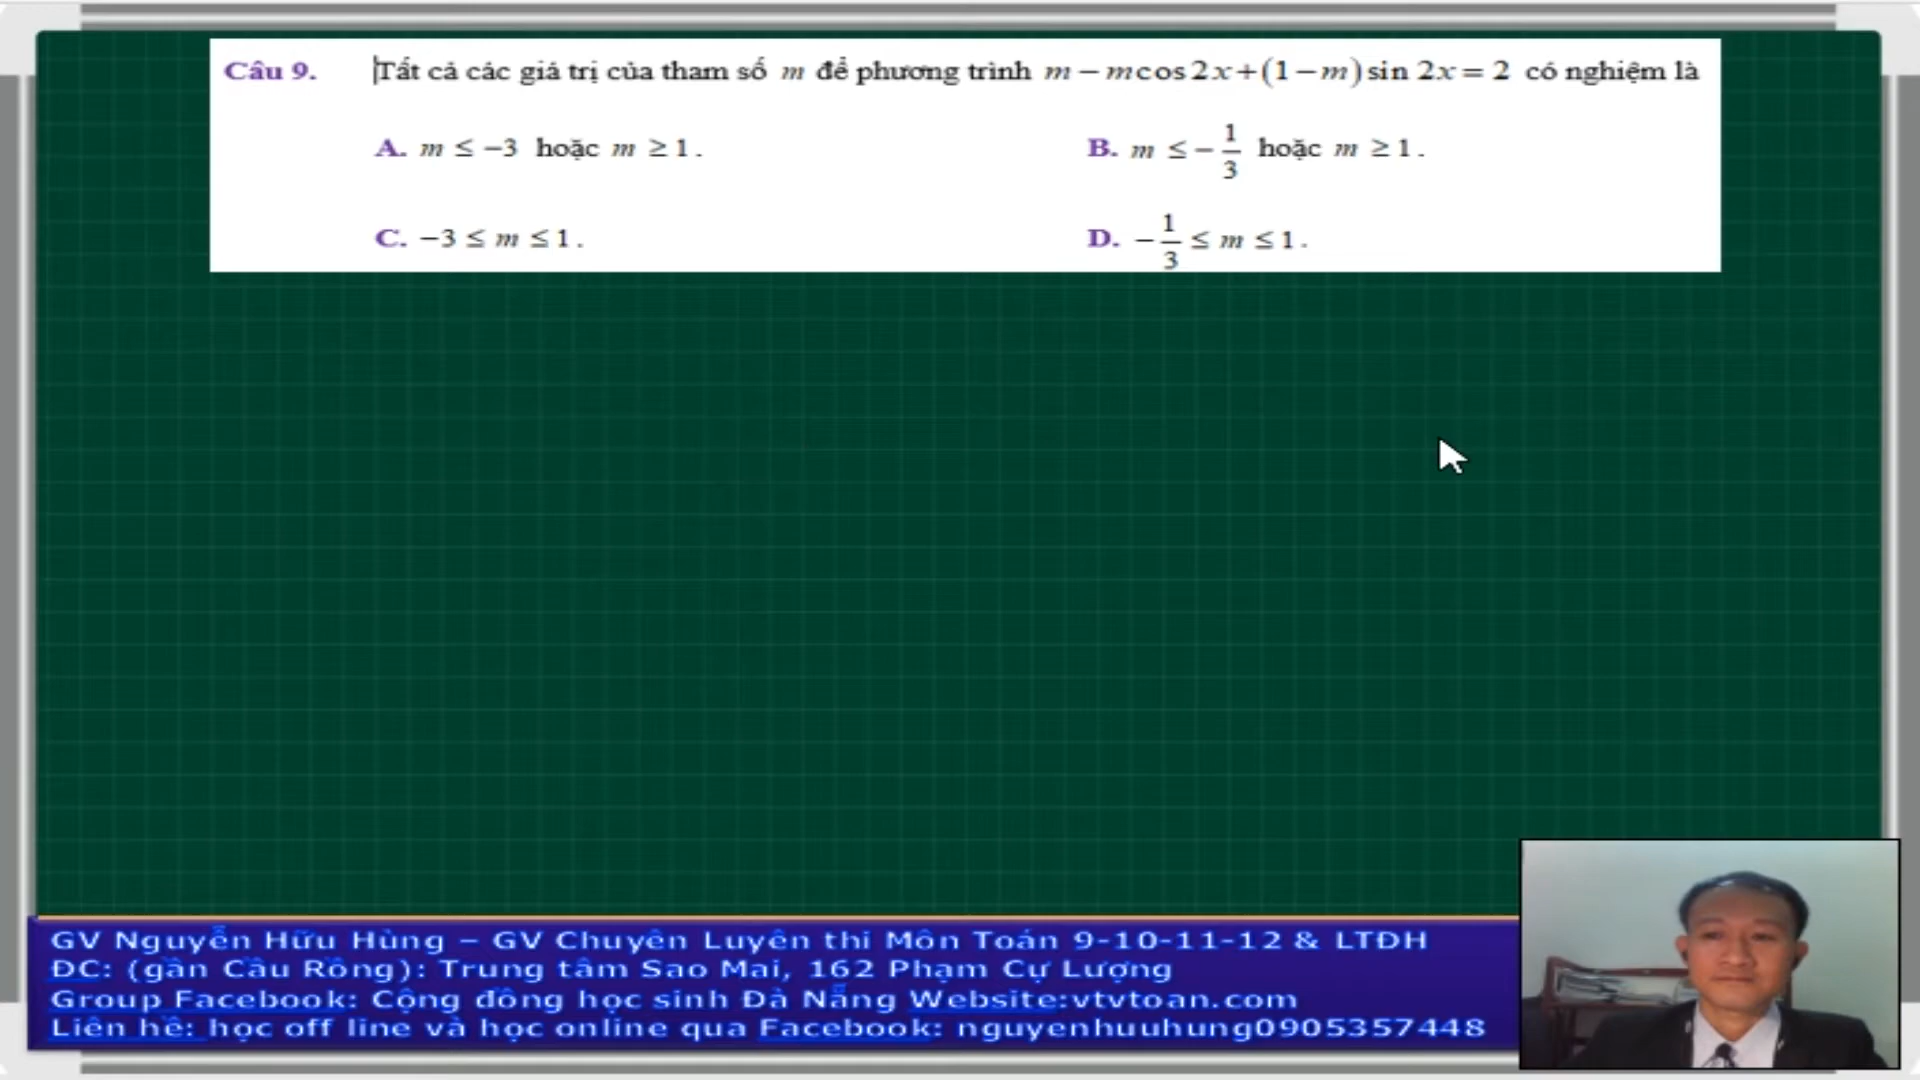 Câu 9. Tất cả các giá trị của tham số m để phương trình m − m cos 2x + (1 − m) sin 2x = 2 có nghiệm là
A. m ≤ −3 hoặc m ≥ 1. B. m ≤ −1/3 hoặc m ≥ 1.
C. −3 ≤ m ≤ 1. D. −1/3 ≤ m ≤ 1.
GV Nguyễn Hữu Hùng – GV Chuyên Luyện thi Môn Toán 9-10-11-12 & LTĐH
ĐC: (gần Cầu Rồng): Trung tâm Sao Mai, 162 Phạm Cự Lượng
Group Facebook: Cộng đồng học sinh Đà Nẵng Website:vtvtoan.com
Liên hề: học off line và học online qua Facebook: nguyenhuuhung0905357448